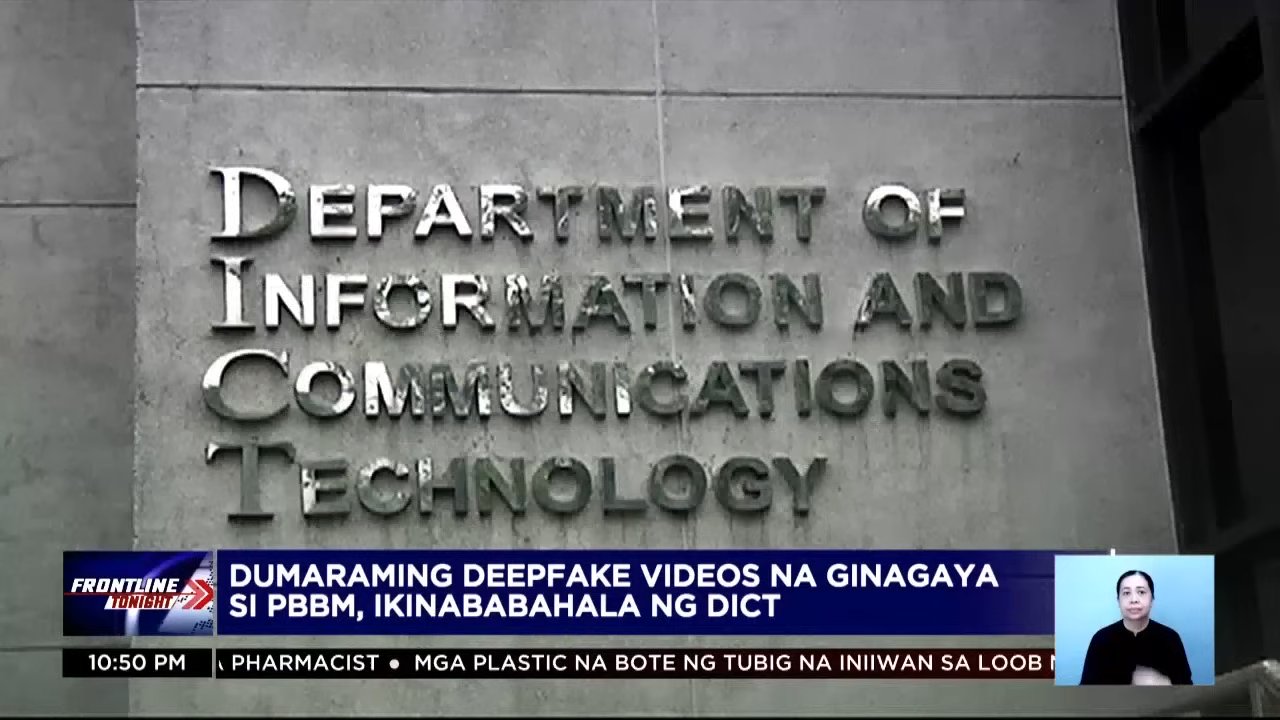 DEPARTMENT OF
INFORMATION AND
COMMUNICATIONS
TECHNOLOGY
FRONTLINE
TONIGHT
DUMARAMING DEEPFAKE VIDEOS NA GINAGAYA
SI PBBM, IKINABABAHALA NG DICT
10:50 PM
PHARMACIST • MGA PLASTIC NA BOTE NG TUBIG NA INIIWAN SA LOOB